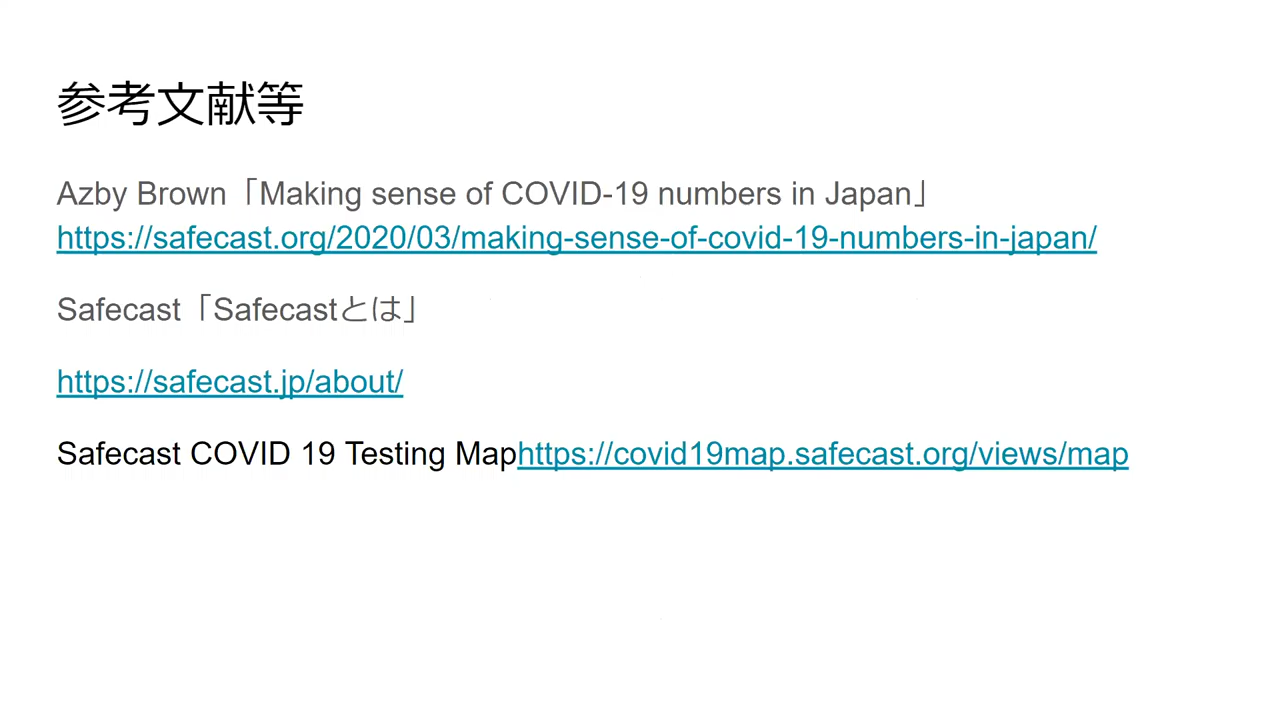 参考文献等
Azby Brown「Making sense of COVID-19 numbers in Japan」
https://safecast.org/2020/03/making-sense-of-covid-19-numbers-in-japan/
Safecast「Safecastとは」
https://safecast.jp/about/
Safecast COVID 19 Testing Maphttps://covid19map.safecast.org/views/map